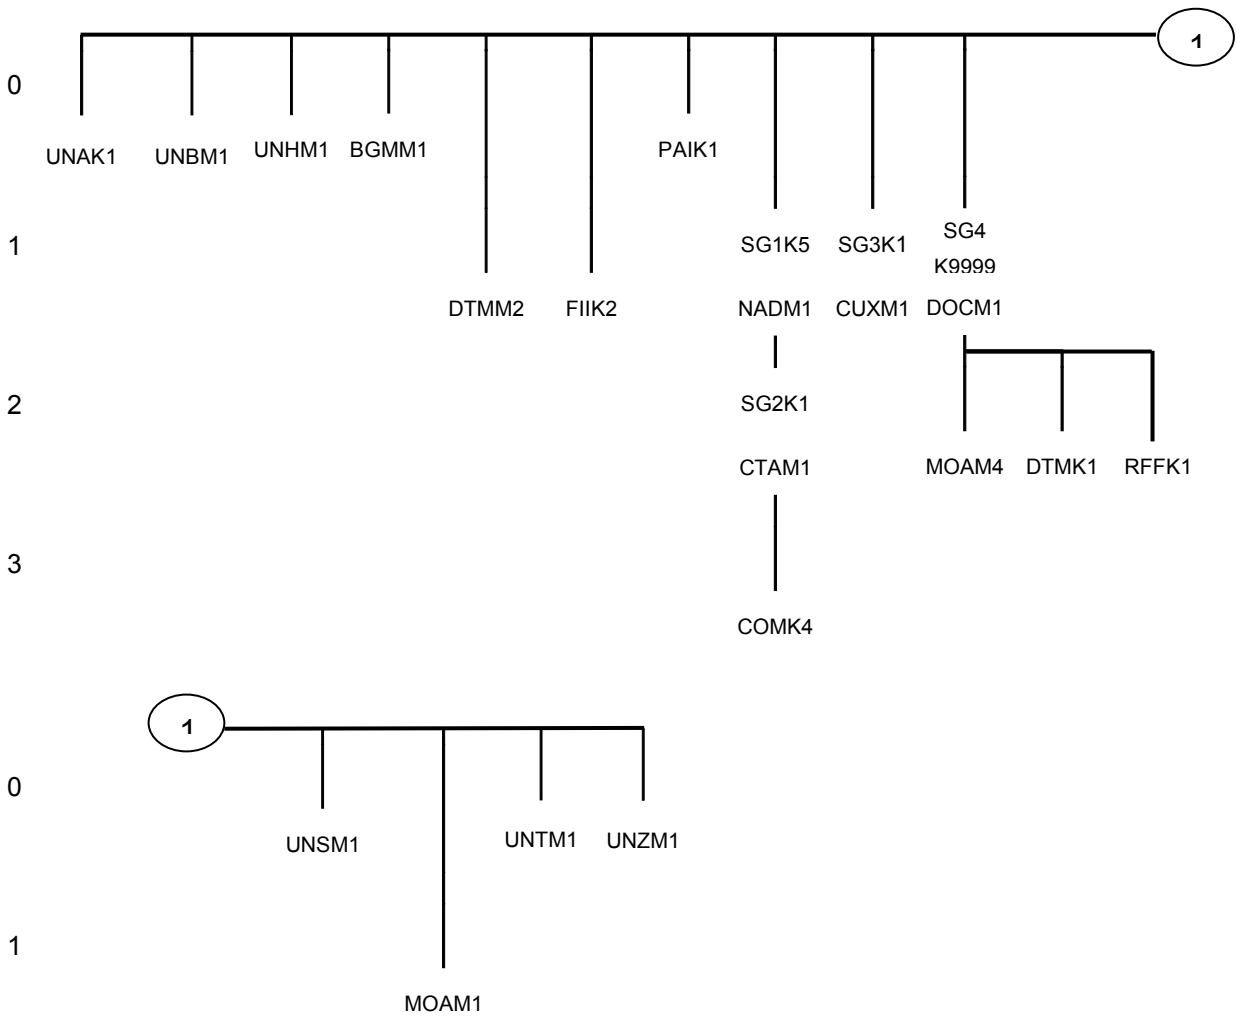 1
0
UNAK1 UNBM1 UNHM1 BGMM1 PAIK1
1 SG1K5 SG3K1 SG4
K9999
DTMM2 FIIK2 NADM1 CUXM1 DOCM1
2 SG2K1
CTAM1 MOAM4 DTMK1 RFFK1
3
COMK4
1
0
UNSM1 UNTM1 UNZM1
1
MOAM1